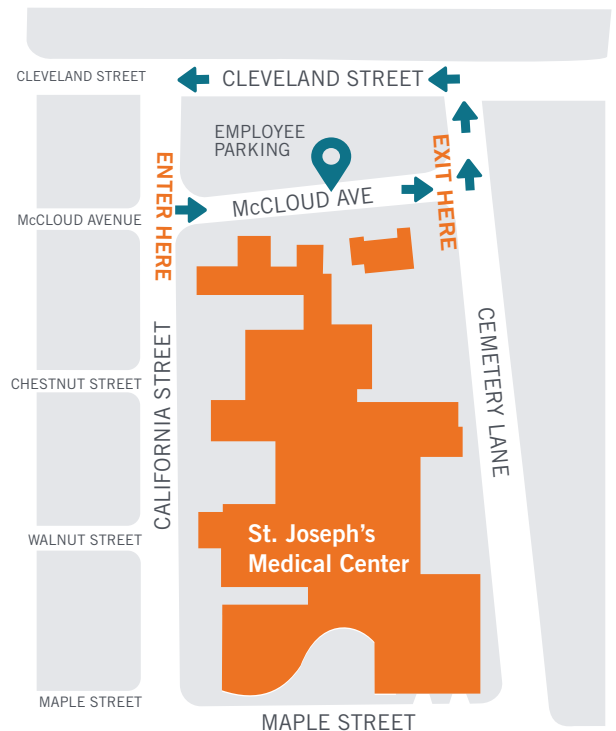 CLEVELAND STREET
CLEVELAND STREET
EMPLOYEE
PARKING
ENTER HERE
EXIT HERE
McCLOUD AVE
McCLOUD AVENUE
CALIFORNIA STREET
CEMETERY LANE
CHESTNUT STREET
WALNUT STREET
St. Joseph's
Medical Center
MAPLE STREET
MAPLE STREET